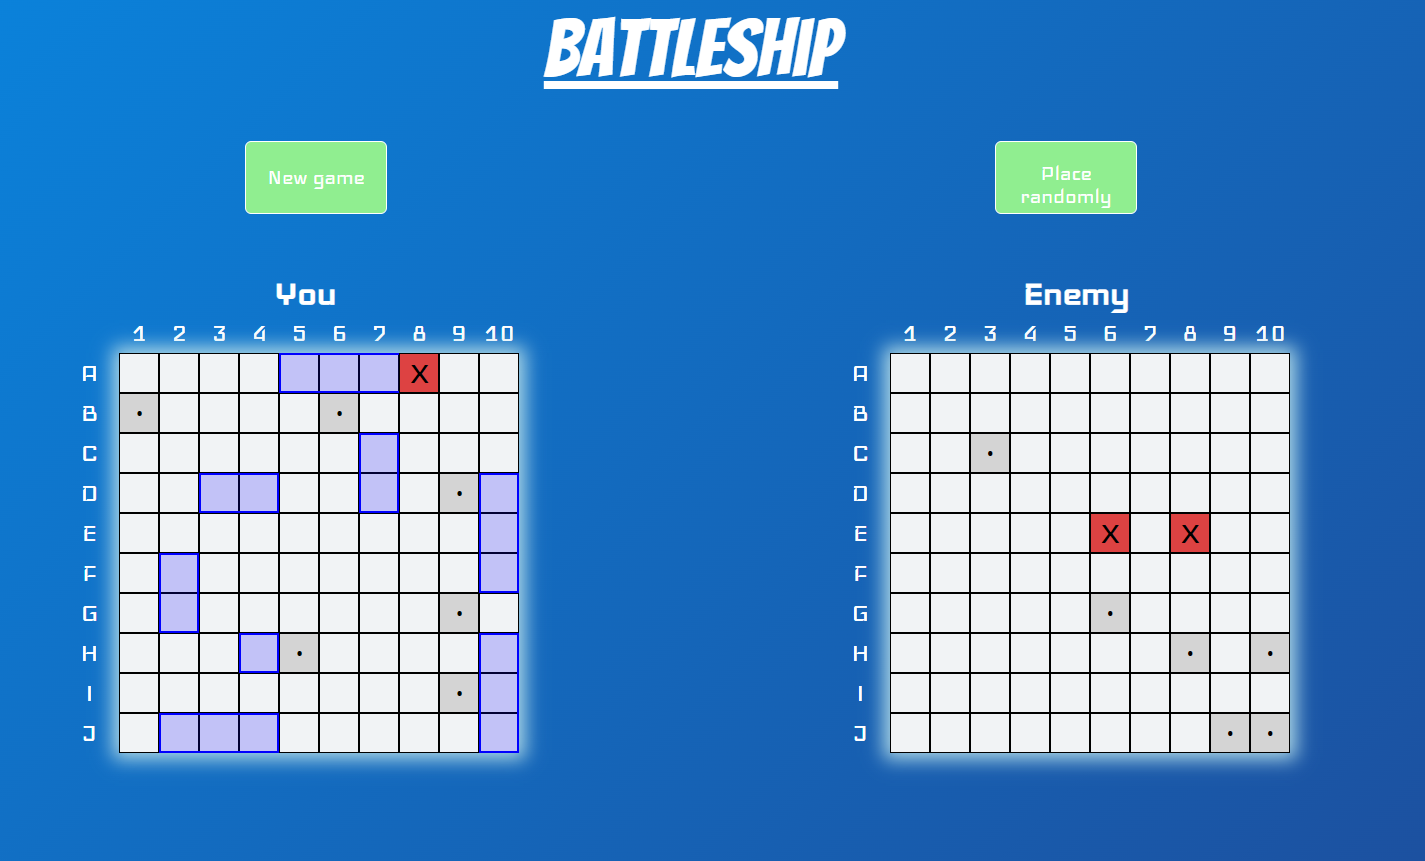 BATTLESHIP
New game
Place
randomly
You
Enemy
1 2 3 4 5 6 7 8 9 10
1 2 3 4 5 6 7 8 9 10
A X A
B • • B
C C •
D • D
E E X X
F F
G • G •
H • H • •
I • I
J J • •